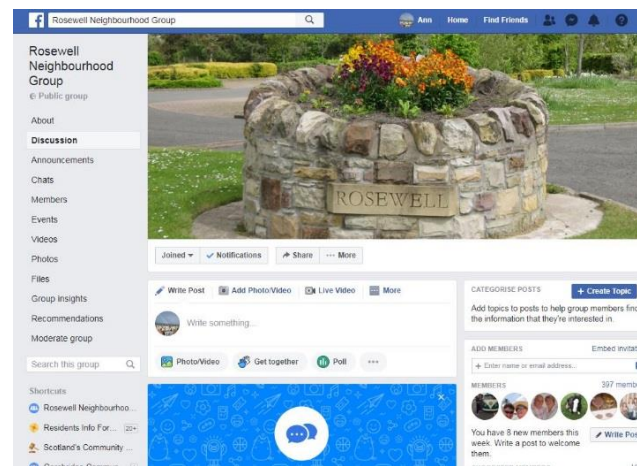 f Rosewell Neighbourhood Group
Ann Home Find Friends
Rosewell
Neighbourhood
Group
Public group
About
Discussion
Announcements
Chats
Members
Events
Videos
Photos
Files
Group insights
Recommendations
Moderate group
Search this group
Shortcuts
Rosewell Neighbourhoo...
Residents Info For... 20+
Scotland's Community ...
ROSEWELL
Joined Notifications Share More
Write Post Add Photo/Video Live Video More
Write something...
Photo/Video Get together Poll
CATEGORISE POSTS
+ Create Topic
Add topics to posts to help group members find
the information that they're interested in.
ADD MEMBERS Embed invitat
+ Enter name or email address...
MEMBERS 397 memb
You have 8 new members this
week. Write a post to welcome
them.
Write Pos